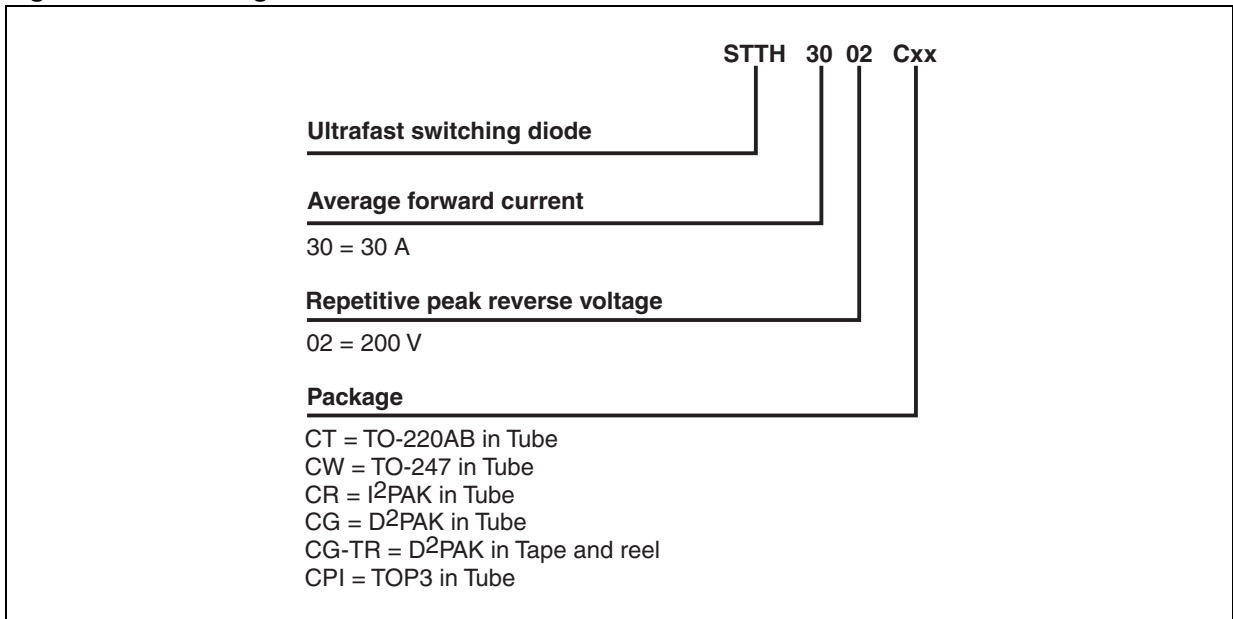 STTH 30 02 Cxx
Ultrafast switching diode
Average forward current
30 = 30 A
Repetitive peak reverse voltage
02 = 200 V
Package
CT = TO-220AB in Tube
CW = TO-247 in Tube
CR = I²PAK in Tube
CG = D²PAK in Tube
CG-TR = D²PAK in Tape and reel
CPI = TOP3 in Tube